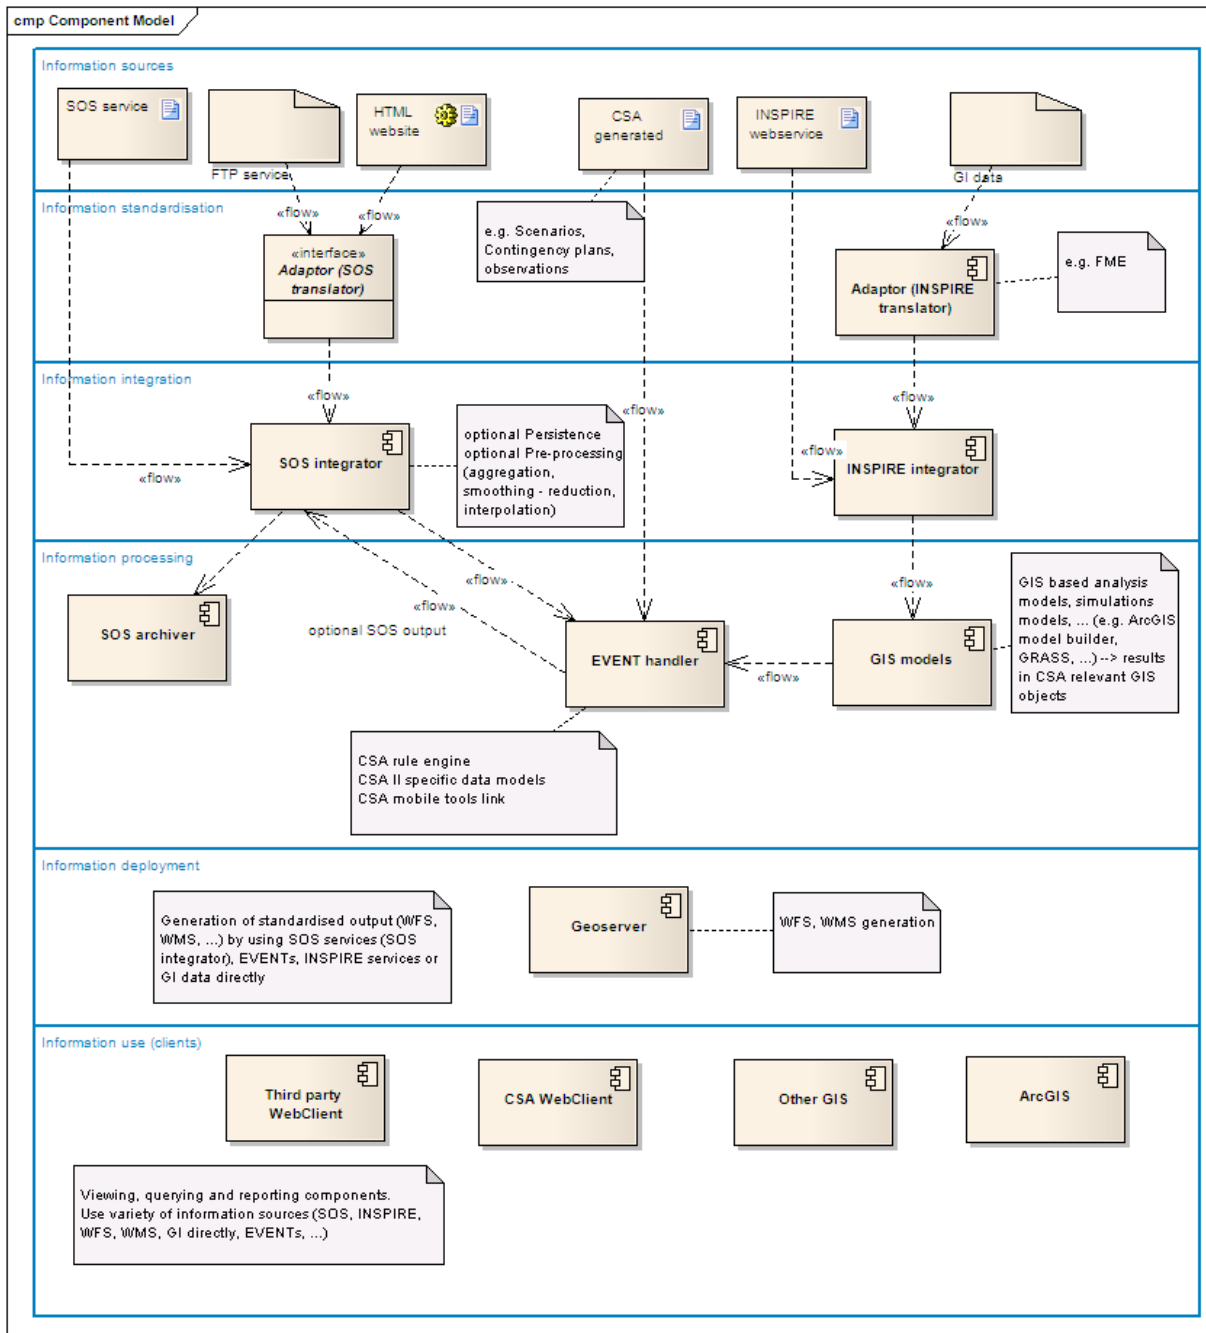 cmp Component Model
Information sources
SOS service
FTP service
HTML
website
CSA
generated
INSPIRE
webservice
GI data
Information standardisation
«flow»
«flow»
«interface»
Adaptor (SOS
translator)
e.g. Scenarios,
Contingency plans,
observations
«flow»
Adaptor (INSPIRE
translator)
e.g. FME
Information integration
«flow»
«flow»
«flow»
«flow»
SOS integrator
«flow»
optional Persistence
optional Pre-processing
(aggregation,
smoothing - reduction,
interpolation)
«flow»
INSPIRE integrator
Information processing
«flow»
«flow»
«flow»
optional SOS output
SOS archiver
EVENT handler
«flow»
GIS models
GIS based analysis
models, simulations
models, ... (e.g. ArcGIS
model builder,
GRASS, ...) --> results
in CSA relevant GIS
objects
CSA rule engine
CSA II specific data models
CSA mobile tools link
Information deployment
Generation of standardised output (WFS,
WMS, ...) by using SOS services (SOS
integrator), EVENTs, INSPIRE services or
GI data directly
Geoserver
WFS, WMS generation
Information use (clients)
Third party
WebClient
CSA WebClient
Other GIS
ArcGIS
Viewing, querying and reporting components.
Use variety of information sources (SOS, INSPIRE,
WFS, WMS, GI directly, EVENTs, ...)